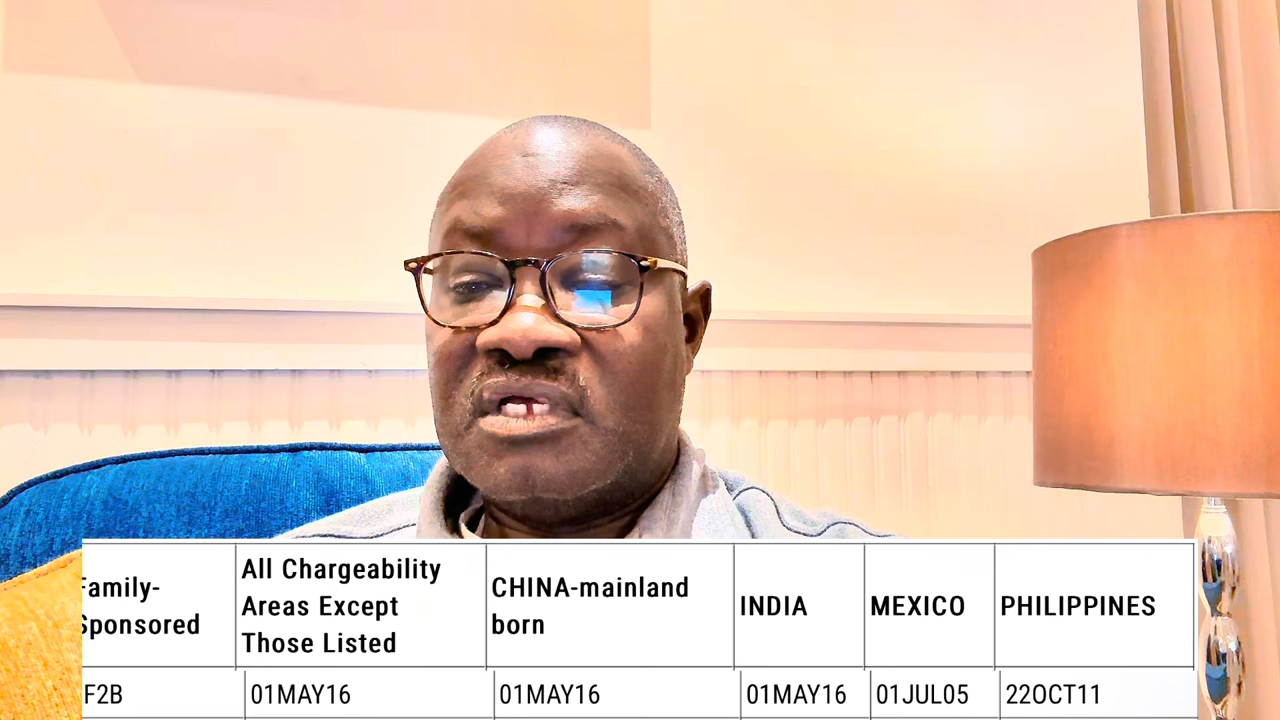 Family-
Sponsored
All Chargeability
Areas Except
Those Listed
CHINA-mainland
born
INDIA
MEXICO
PHILIPPINES
F2B
01MAY16
01MAY16
01MAY16
01JUL05
22OCT11